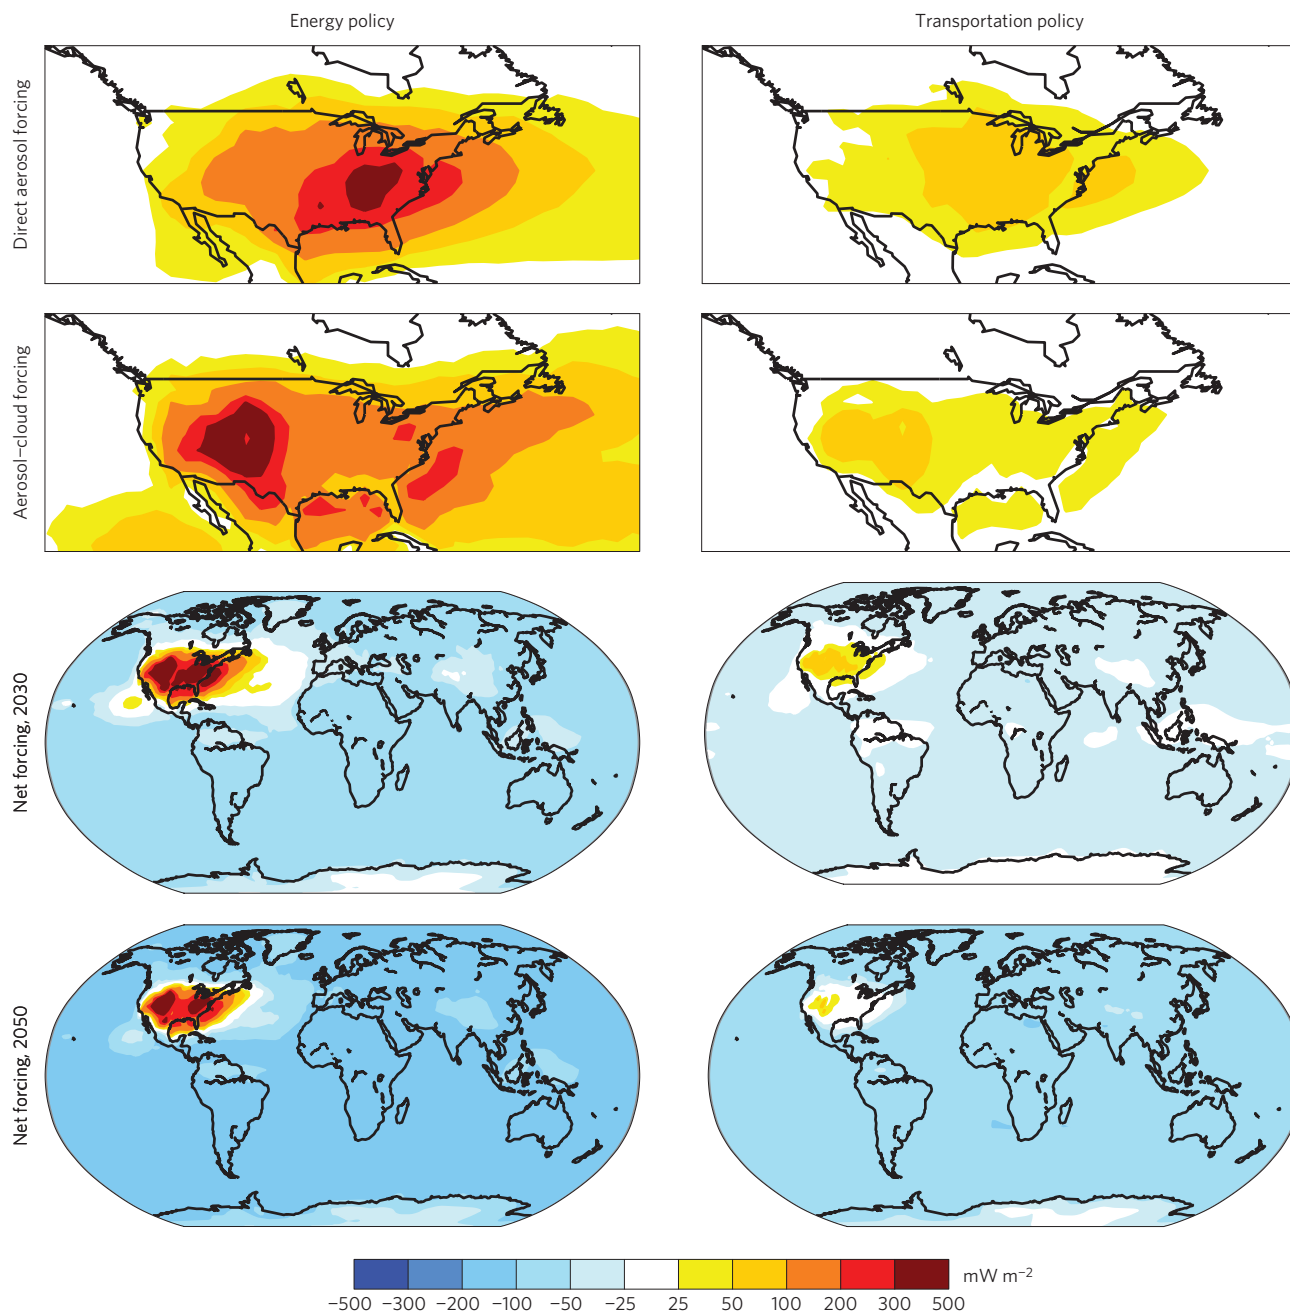 Energy policy
Transportation policy
Direct aerosol forcing
Aerosol–cloud forcing
Net forcing, 2030
Net forcing, 2050
mW m⁻²
−500 −300 −200 −100 −50 −25 25 50 100 200 300 500